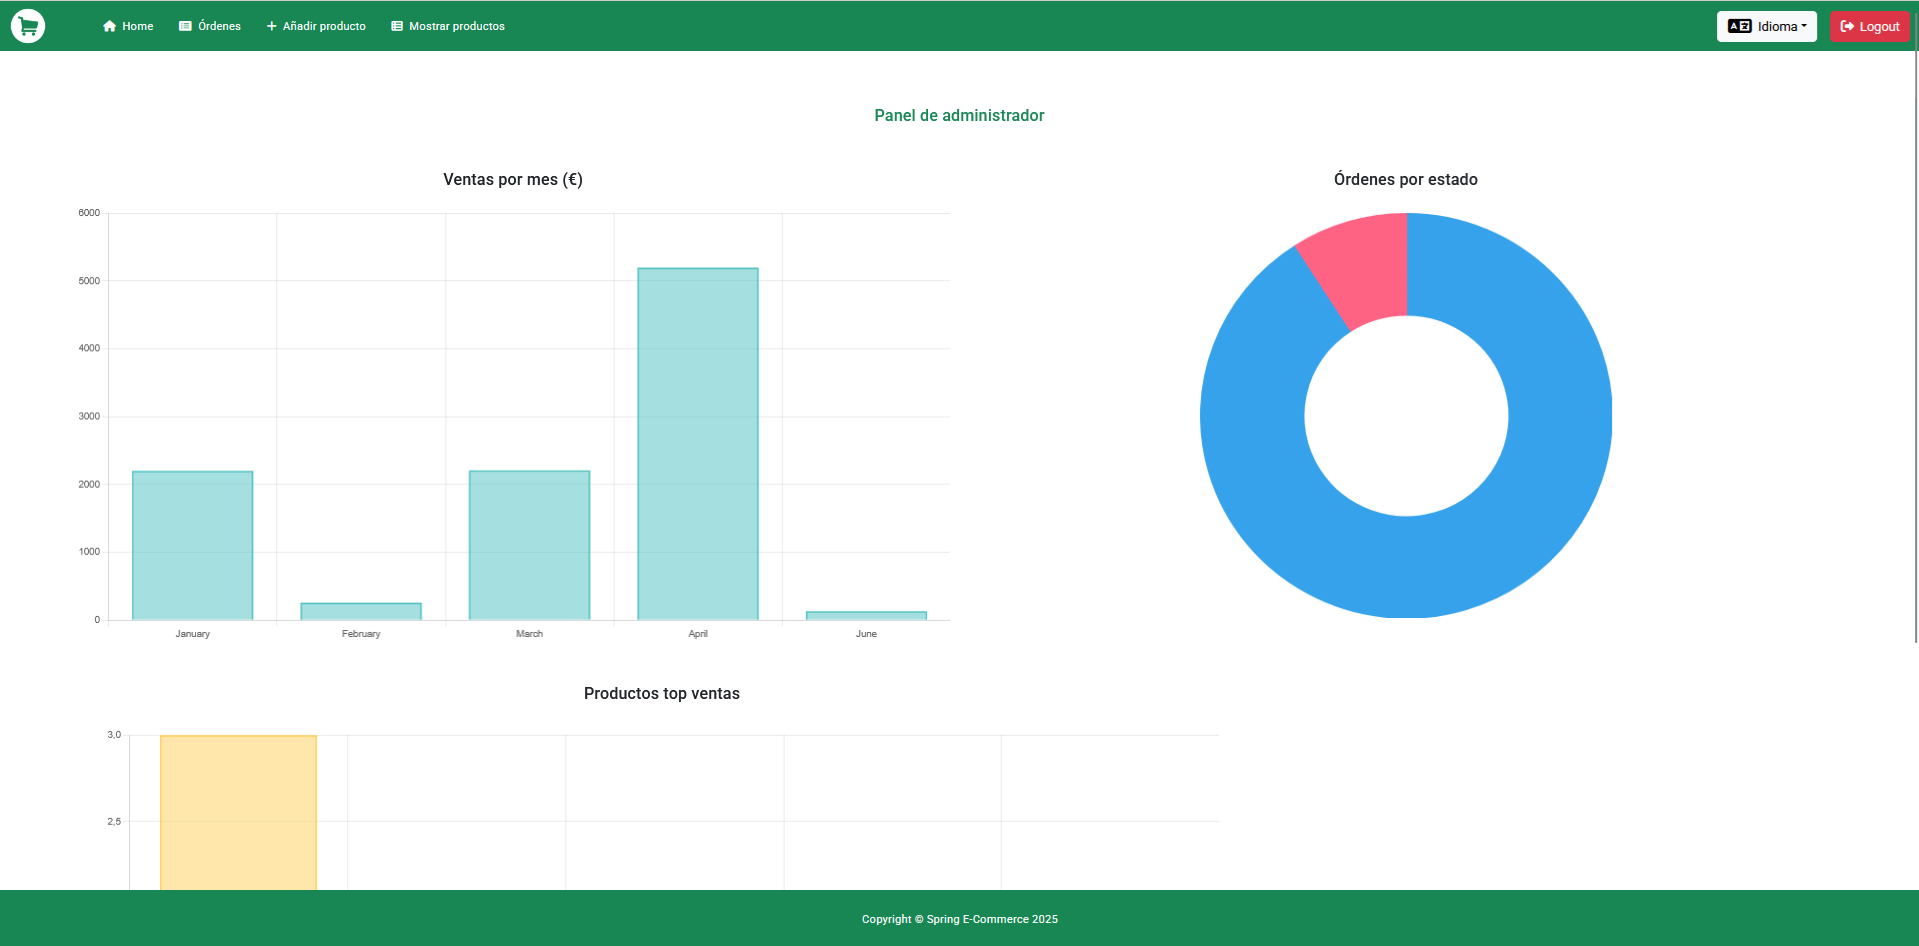 Home Órdenes Añadir producto Mostrar productos Idioma Logout
Panel de administrador
Ventas por mes (€)
6000
5000
4000
3000
2000
1000
0
January February March April June
Órdenes por estado
Productos top ventas
3,0
2,5
Copyright © Spring E-Commerce 2025